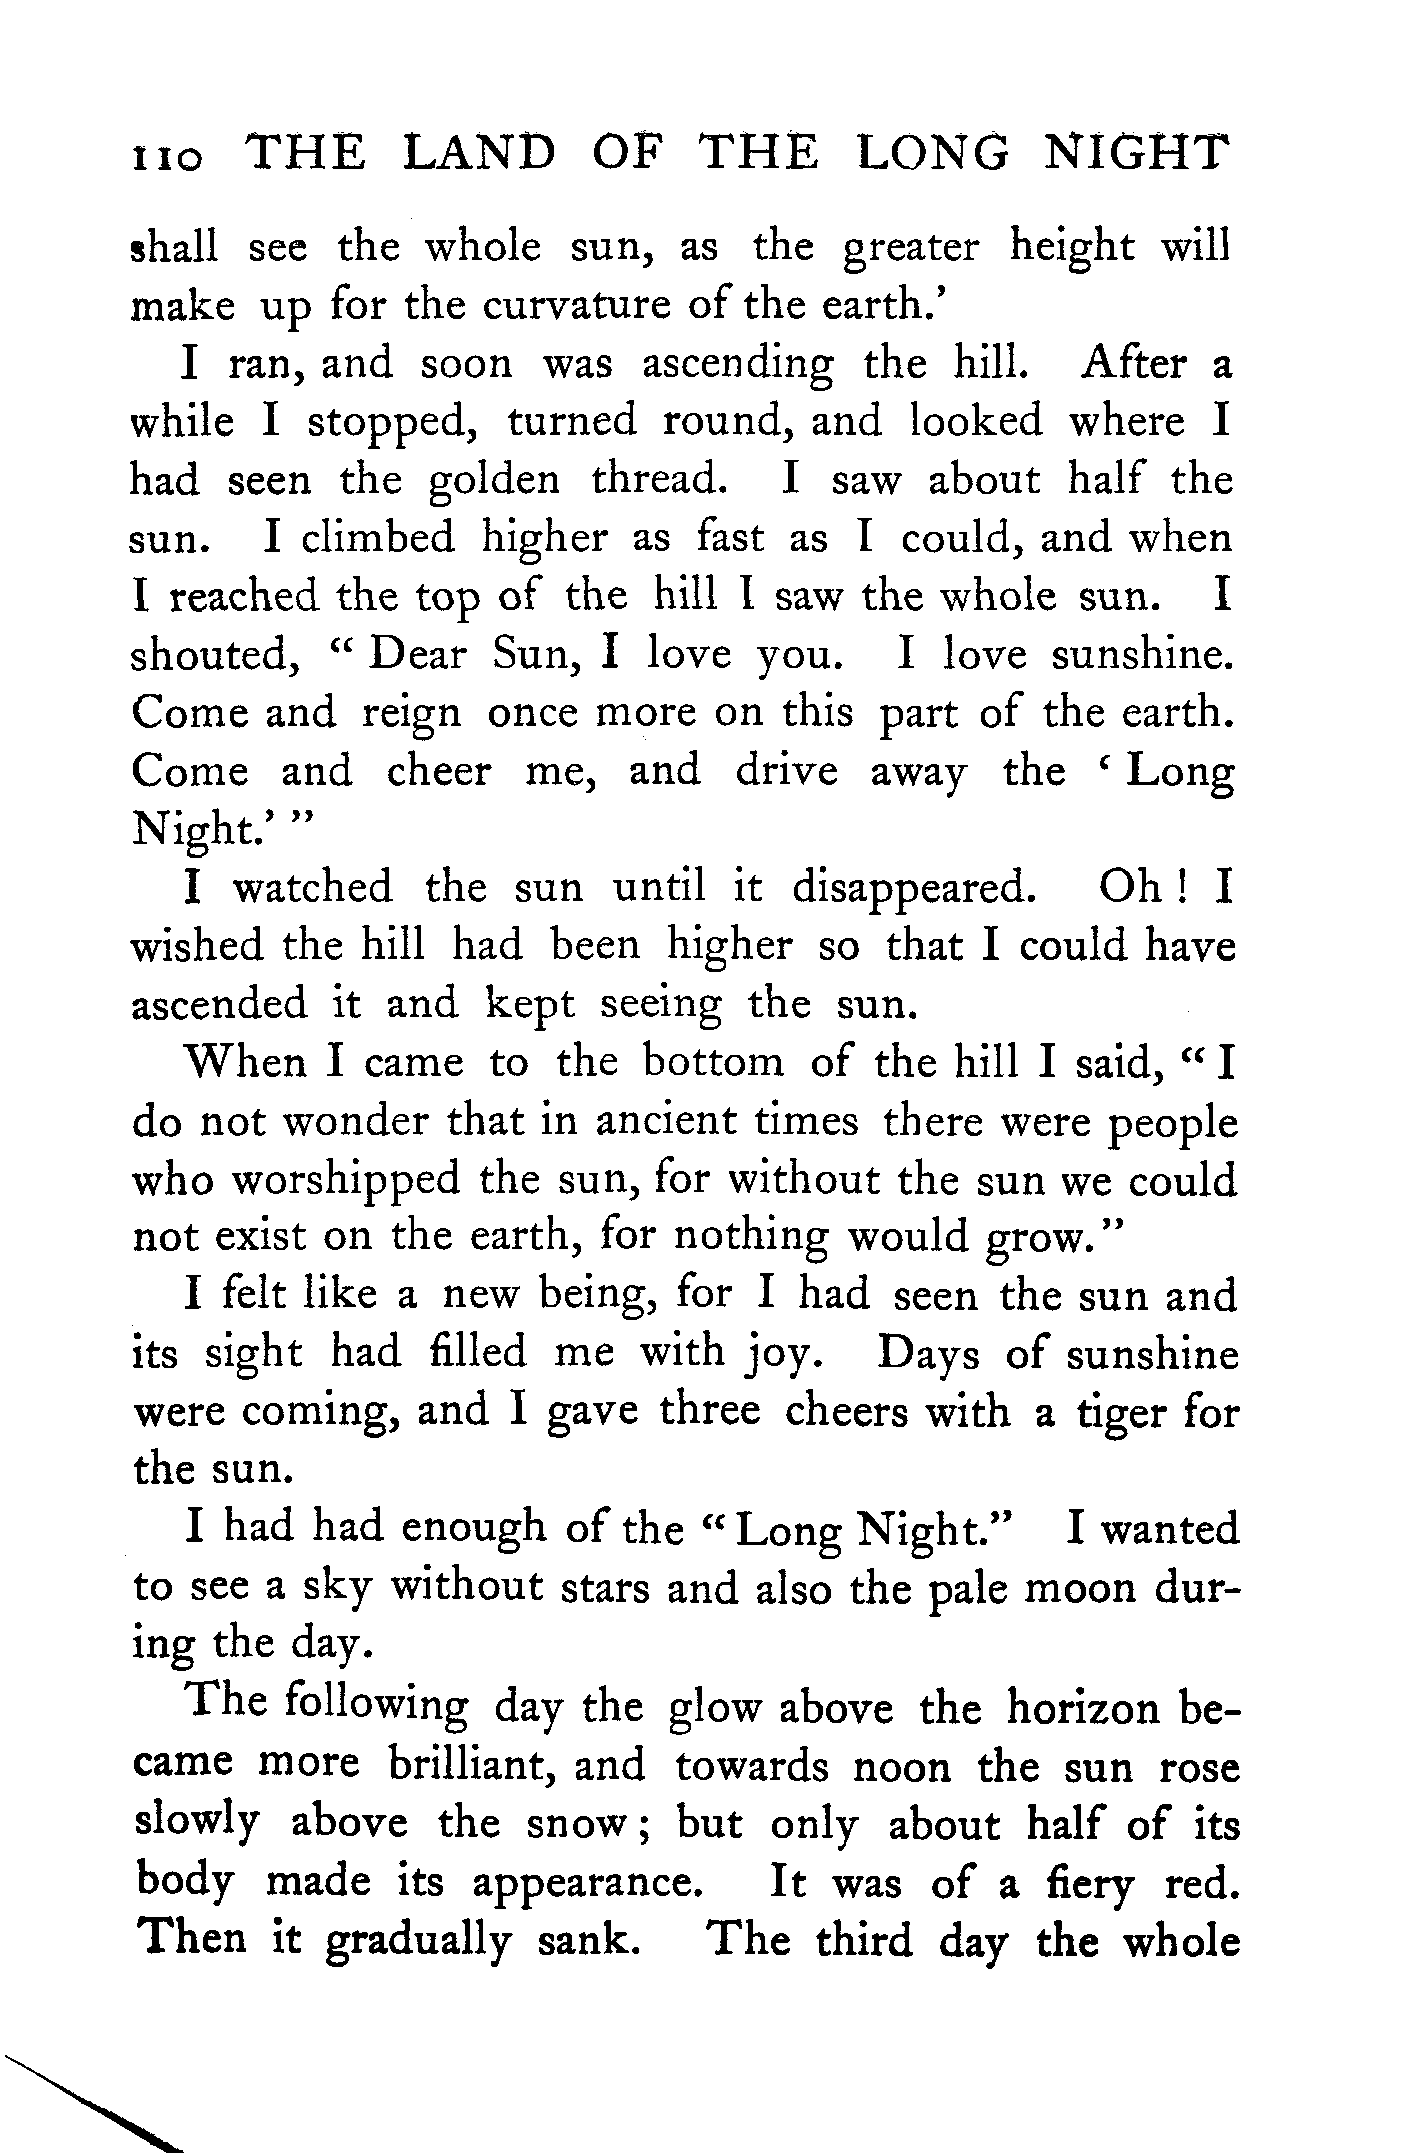 110 THE LAND OF THE LONG NIGHT
shall see the whole sun, as the greater height will
make up for the curvature of the earth.'
I ran, and soon was ascending the hill. After a
while I stopped, turned round, and looked where I
had seen the golden thread. I saw about half the
sun. I climbed higher as fast as I could, and when
I reached the top of the hill I saw the whole sun. I
shouted, “ Dear Sun, I love you. I love sunshine.
Come and reign once more on this part of the earth.
Come and cheer me, and drive away the ‘ Long
Night.’ ”
I watched the sun until it disappeared. Oh ! I
wished the hill had been higher so that I could have
ascended it and kept seeing the sun.
When I came to the bottom of the hill I said, “ I
do not wonder that in ancient times there were people
who worshipped the sun, for without the sun we could
not exist on the earth, for nothing would grow.”
I felt like a new being, for I had seen the sun and
its sight had filled me with joy. Days of sunshine
were coming, and I gave three cheers with a tiger for
the sun.
I had had enough of the “ Long Night.” I wanted
to see a sky without stars and also the pale moon dur-
ing the day.
The following day the glow above the horizon be-
came more brilliant, and towards noon the sun rose
slowly above the snow ; but only about half of its
body made its appearance. It was of a fiery red.
Then it gradually sank. The third day the whole